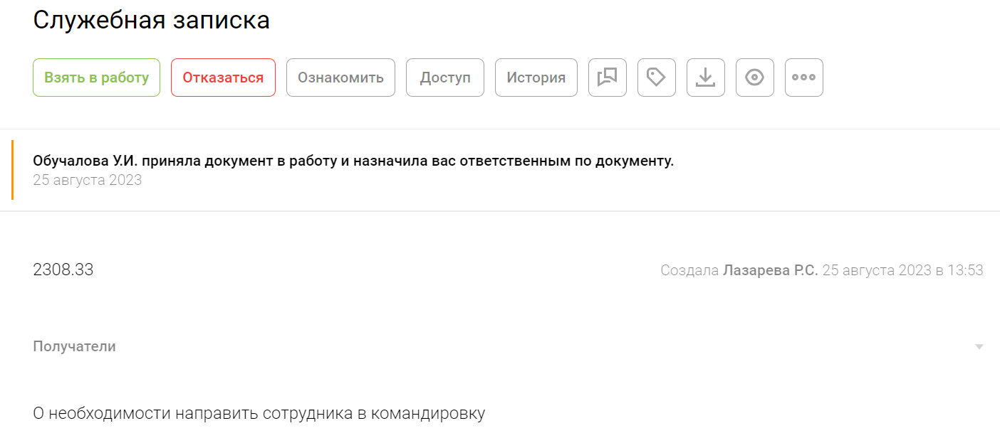 Служебная записка
Взять в работу Отказаться Ознакомить Доступ История
Обучалова У.И. приняла документ в работу и назначила вас ответственным по документу.
25 августа 2023
2308.33 Создала Лазарева Р.С. 25 августа 2023 в 13:53
Получатели
О необходимости направить сотрудника в командировку